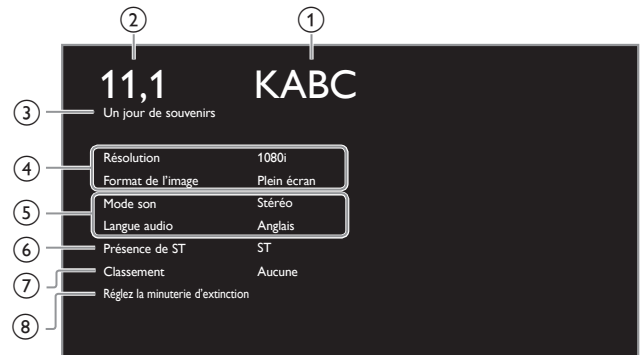 ② ①
11,1 KABC
③ Un jour de souvenirs
④ Résolution 1080i
Format de l'image Plein écran
⑤ Mode son Stéréo
Langue audio Anglais
⑥ Présence de ST ST
⑦ Classement Aucune
⑧ Réglez la minuterie d'extinction